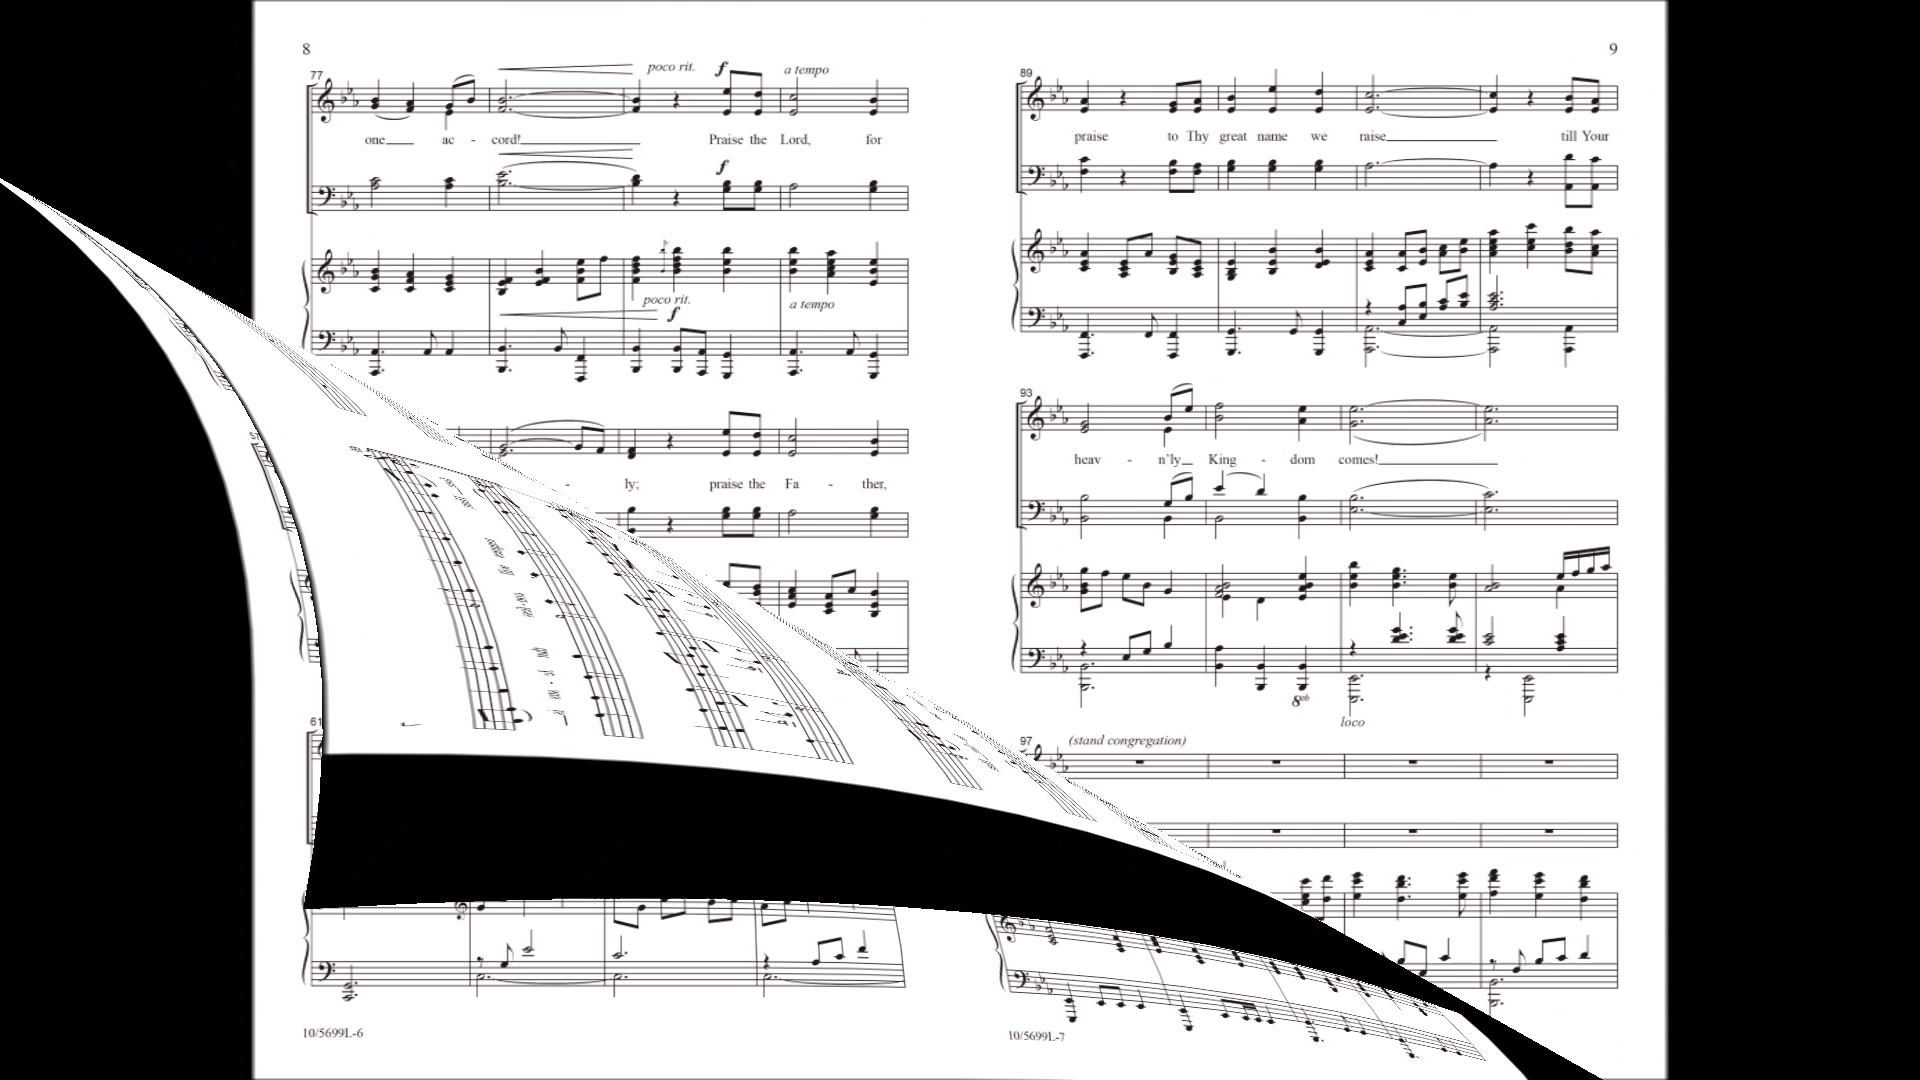 8
77
poco rit. f a tempo
one ac - cord! Praise the Lord, for
f
poco rit. a tempo
f
- ly; praise the Fa - ther,
61
10/5699L-6
9
89
praise to Thy great name we raise till Your
93
heav - n'ly King - dom comes!
8vb
loco
97
(stand congregation)
10/5699L-7